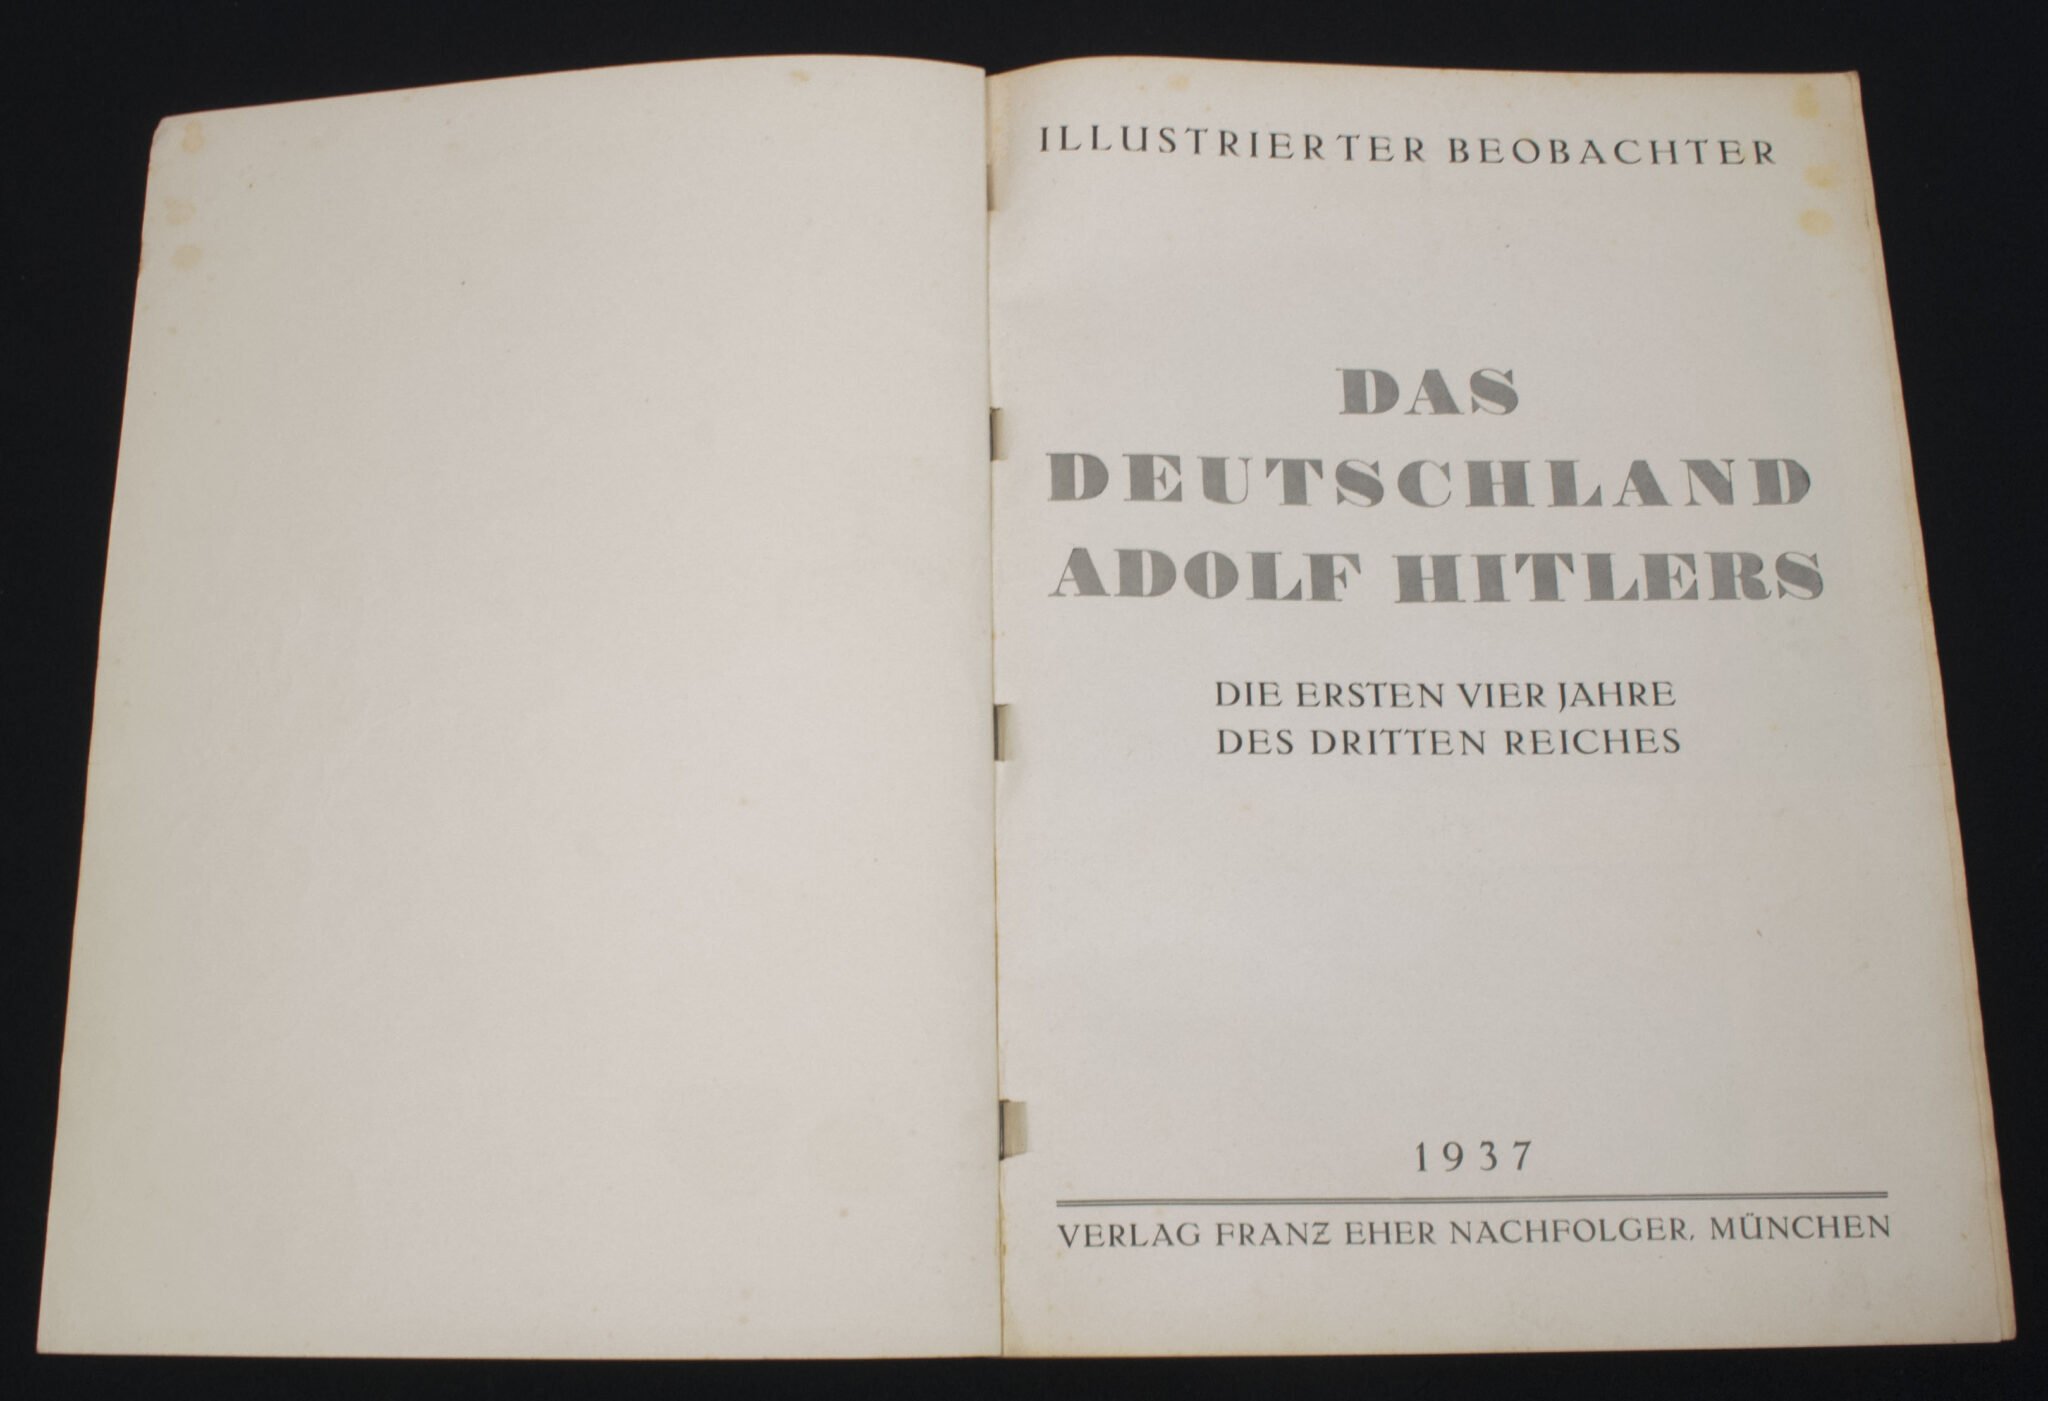 ILLUSTRIERTER BEOBACHTER
DAS
DEUTSCHLAND
ADOLF HITLERS
DIE ERSTEN VIER JAHRE
DES DRITTEN REICHES
1937
VERLAG FRANZ EHER NACHFOLGER, MÜNCHEN